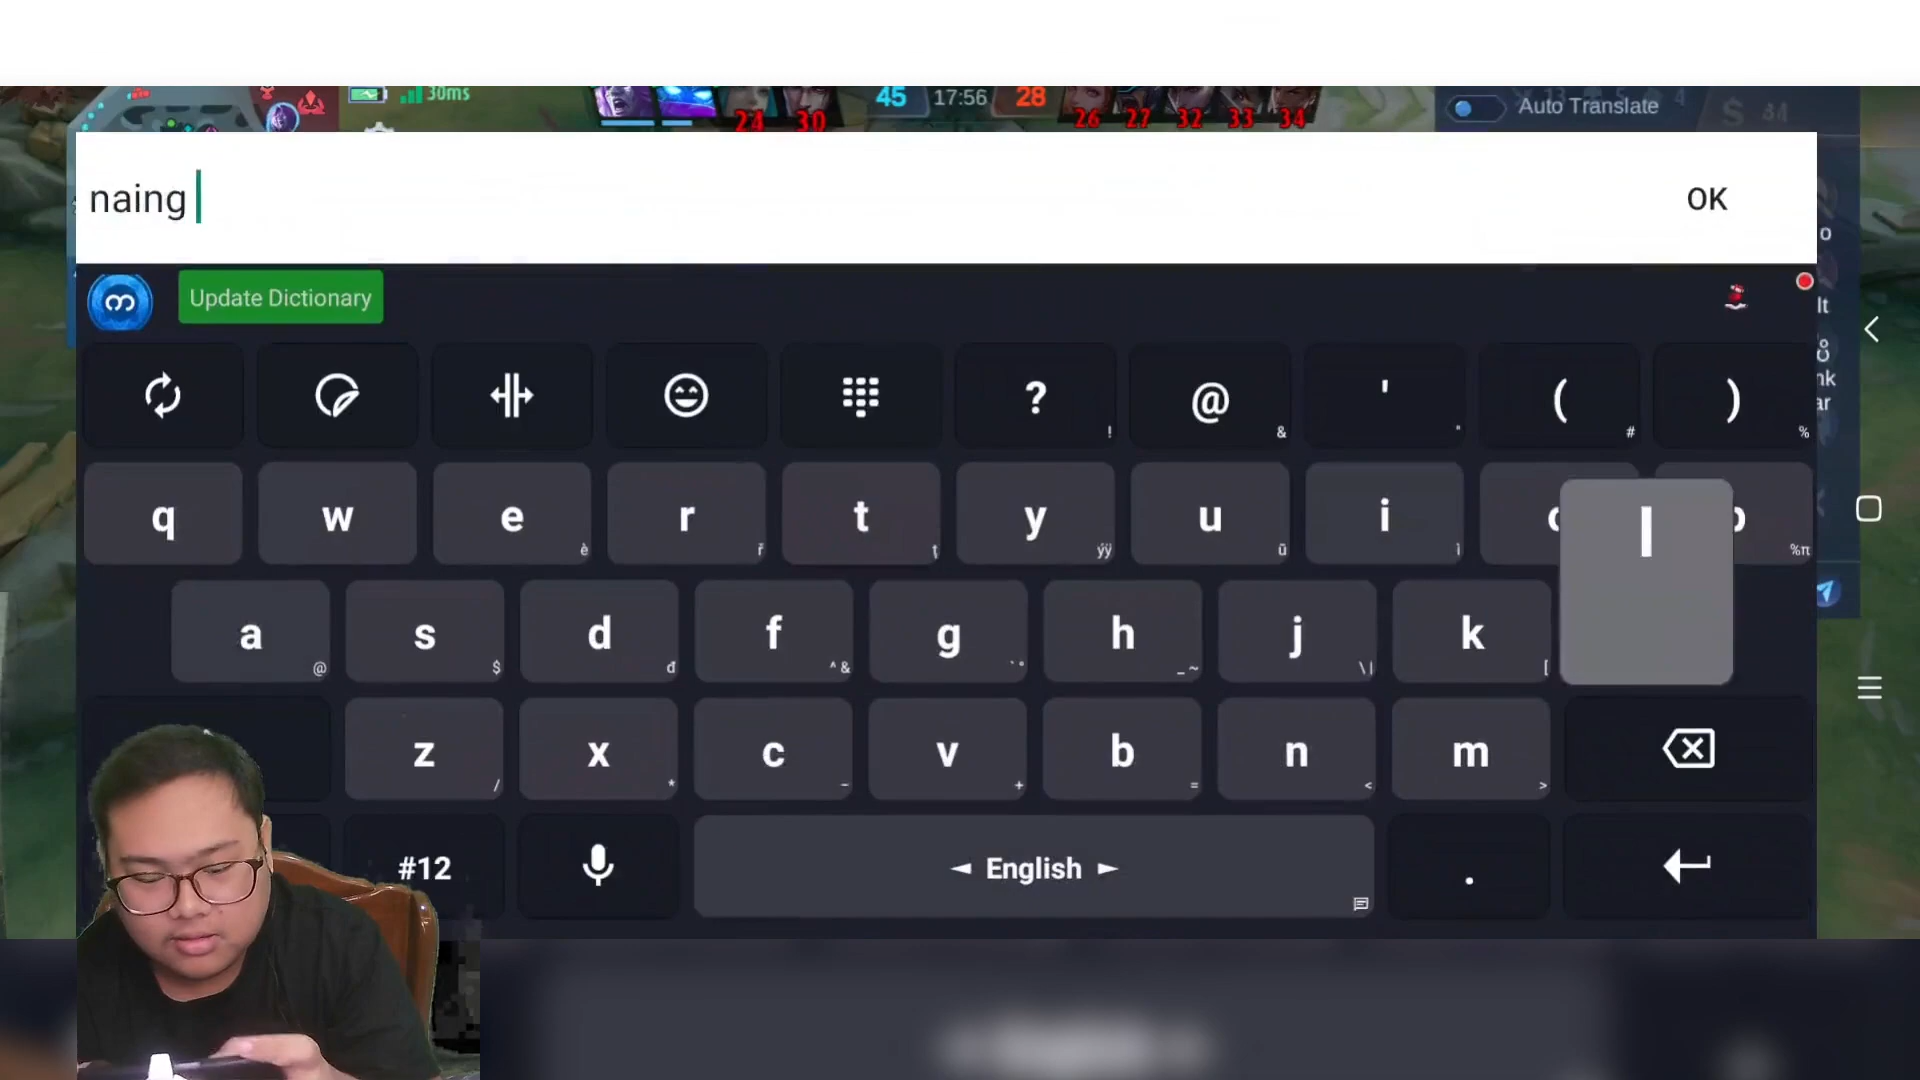 30ms
45 17:56 28
24 30 26 27 32 33 34
Auto Translate
naing
OK
Update Dictionary
? ! @ & ' " ( # ) %
q w e è r ř t ţ y ýÿ u ū i ì %π
l
a @ s $ d đ f ^& g `° h _~ j \| k [
z / x * c - v + b = n < m >
#12 ◄ English ► .